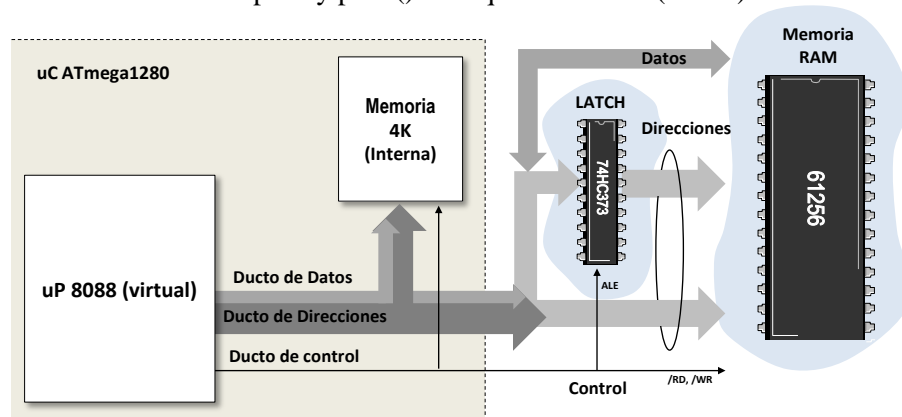 uC ATmega1280
Memoria
4K
(Interna)
uP 8088 (virtual)
Ducto de Datos
Ducto de Direcciones
Ducto de control
LATCH
74HC373
ALE
Control
Datos
Direcciones
/RD, /WR
Memoria
RAM
61256